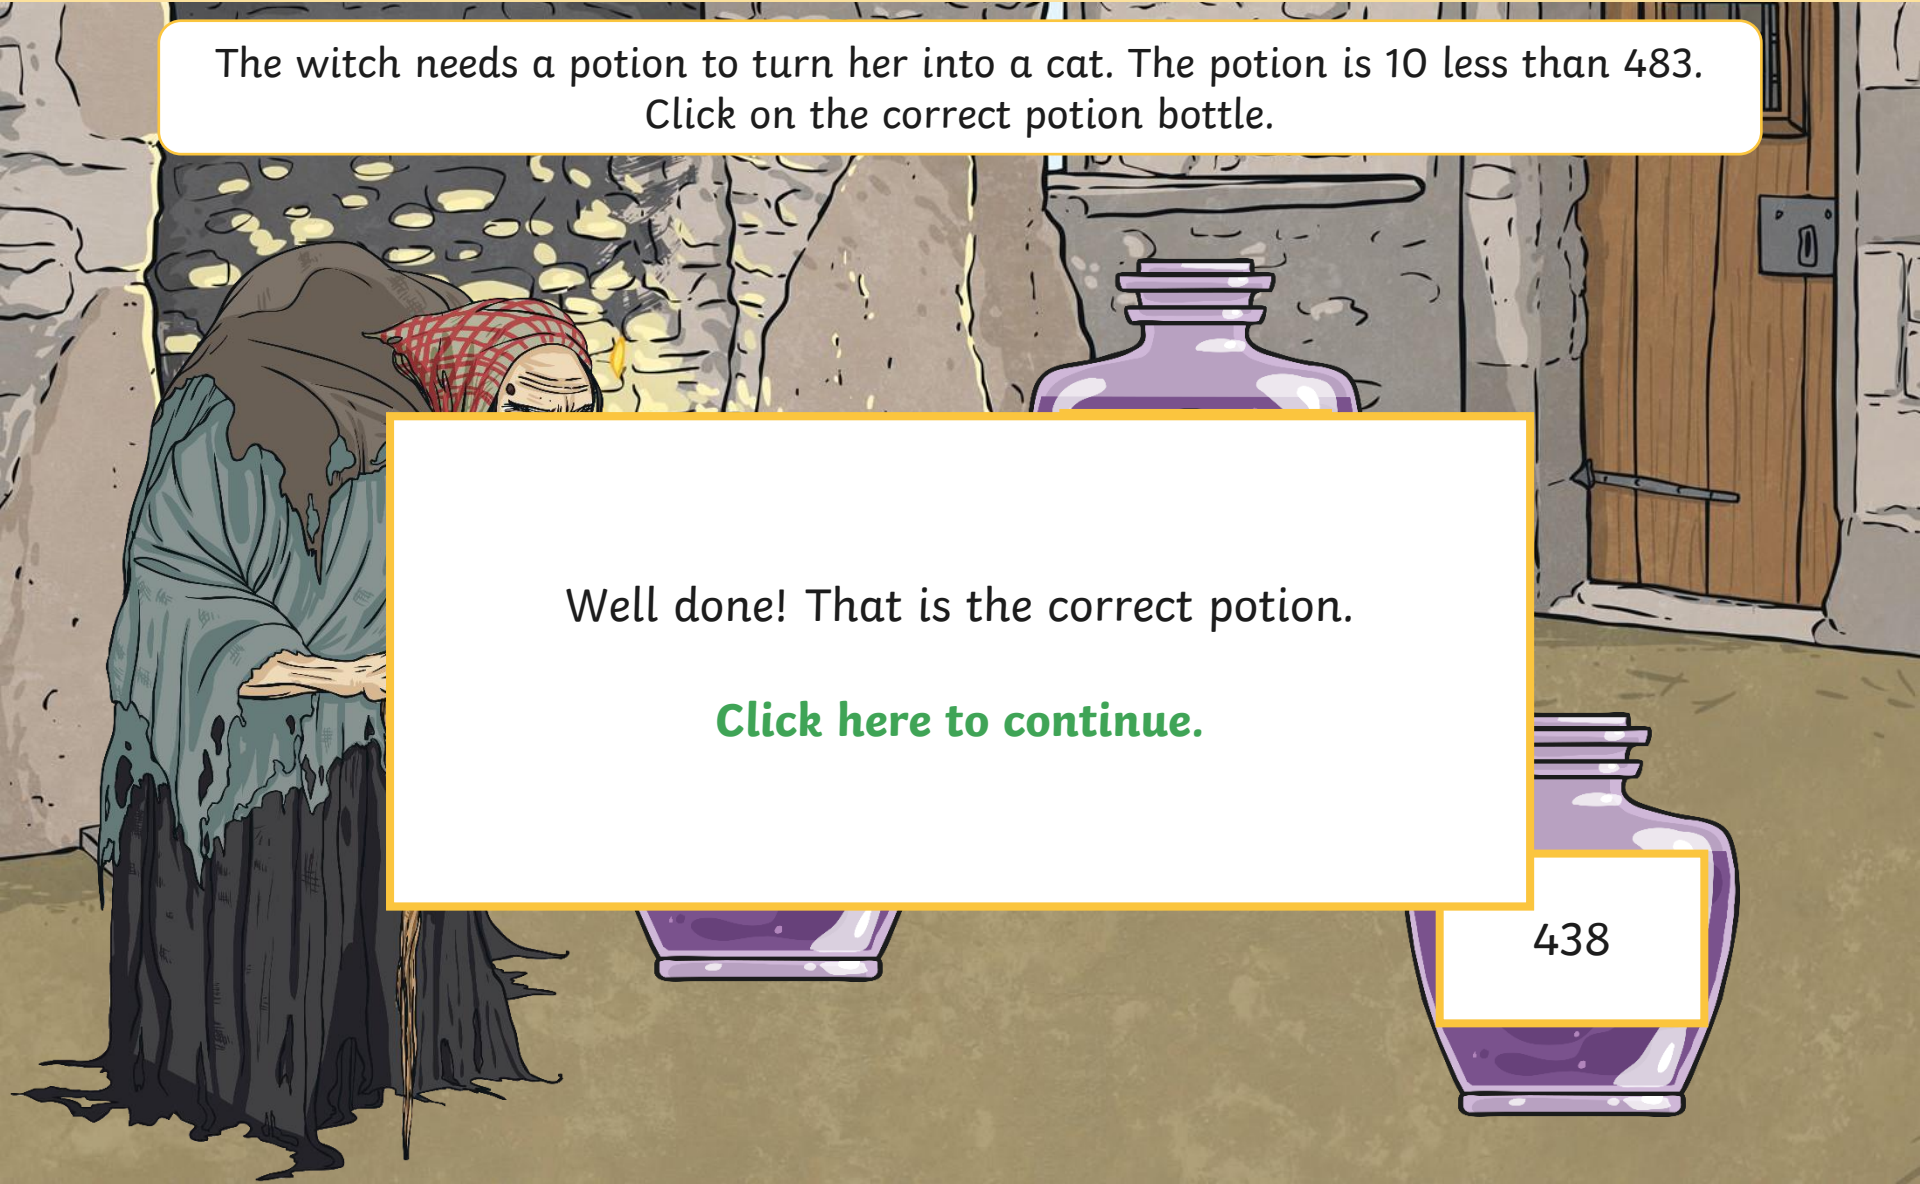 The witch needs a potion to turn her into a cat. The potion is 10 less than 483.
Click on the correct potion bottle.
Well done! That is the correct potion.
Click here to continue.
438